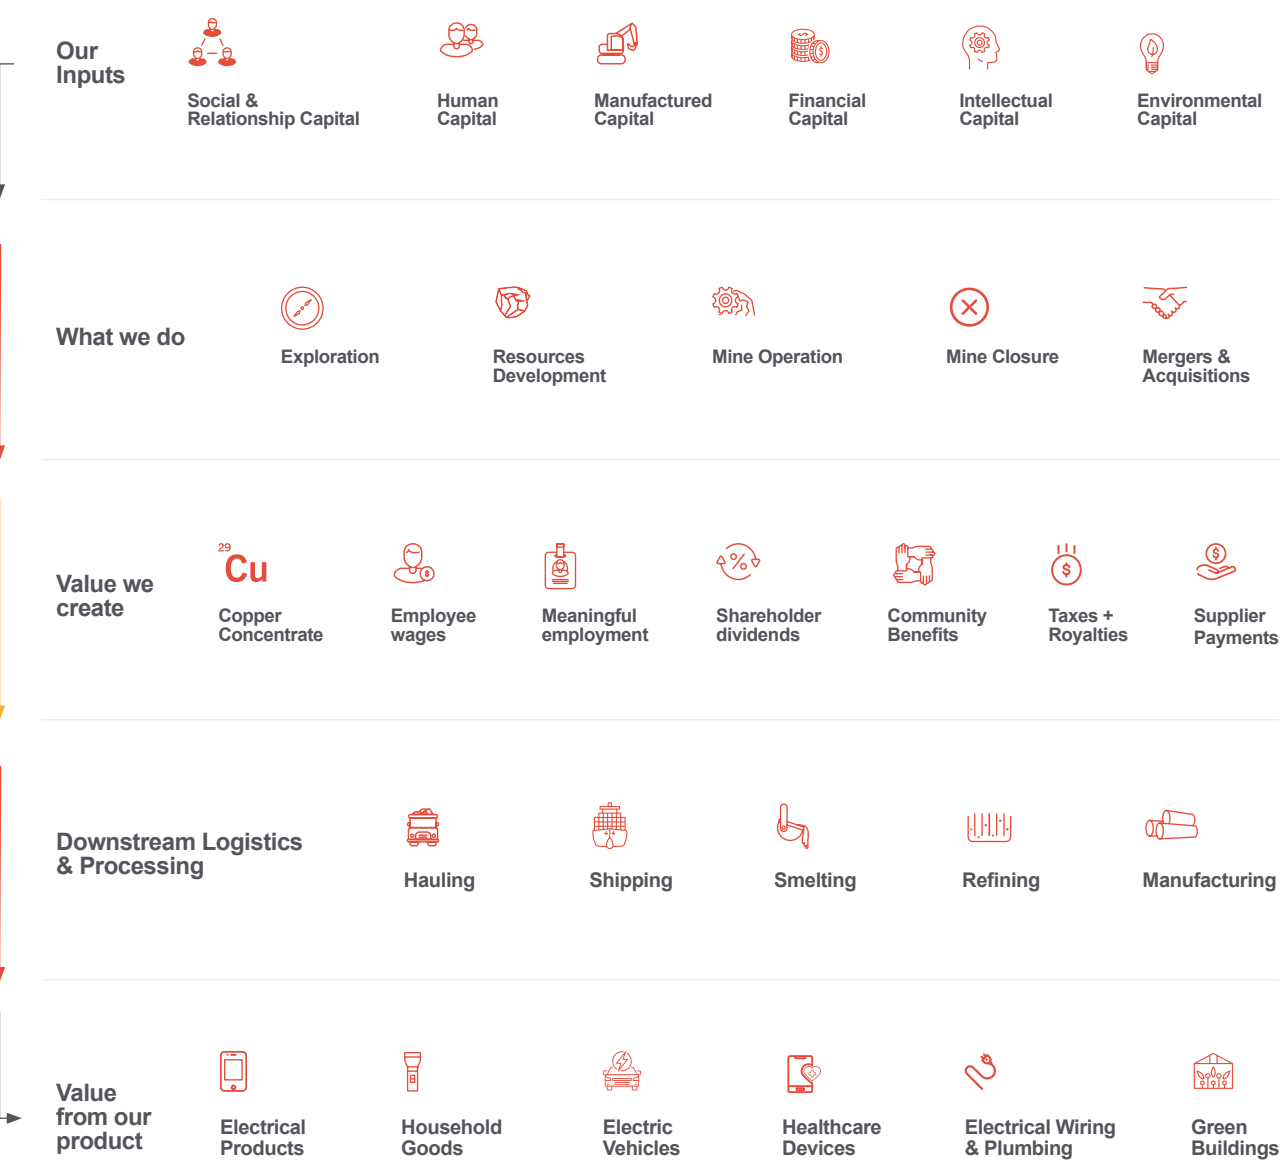 Our
Inputs
Social &
Relationship Capital
Human
Capital
Manufactured
Capital
Financial
Capital
Intellectual
Capital
Environmental
Capital
What we do
Exploration
Resources
Development
Mine Operation
Mine Closure
Mergers &
Acquisitions
Value we
create
29
Cu
Copper
Concentrate
Employee
wages
Meaningful
employment
Shareholder
dividends
Community
Benefits
Taxes +
Royalties
Supplier
Payments
Downstream Logistics
& Processing
Hauling
Shipping
Smelting
Refining
Manufacturing
Value
from our
product
Electrical
Products
Household
Goods
Electric
Vehicles
Healthcare
Devices
Electrical Wiring
& Plumbing
Green
Buildings